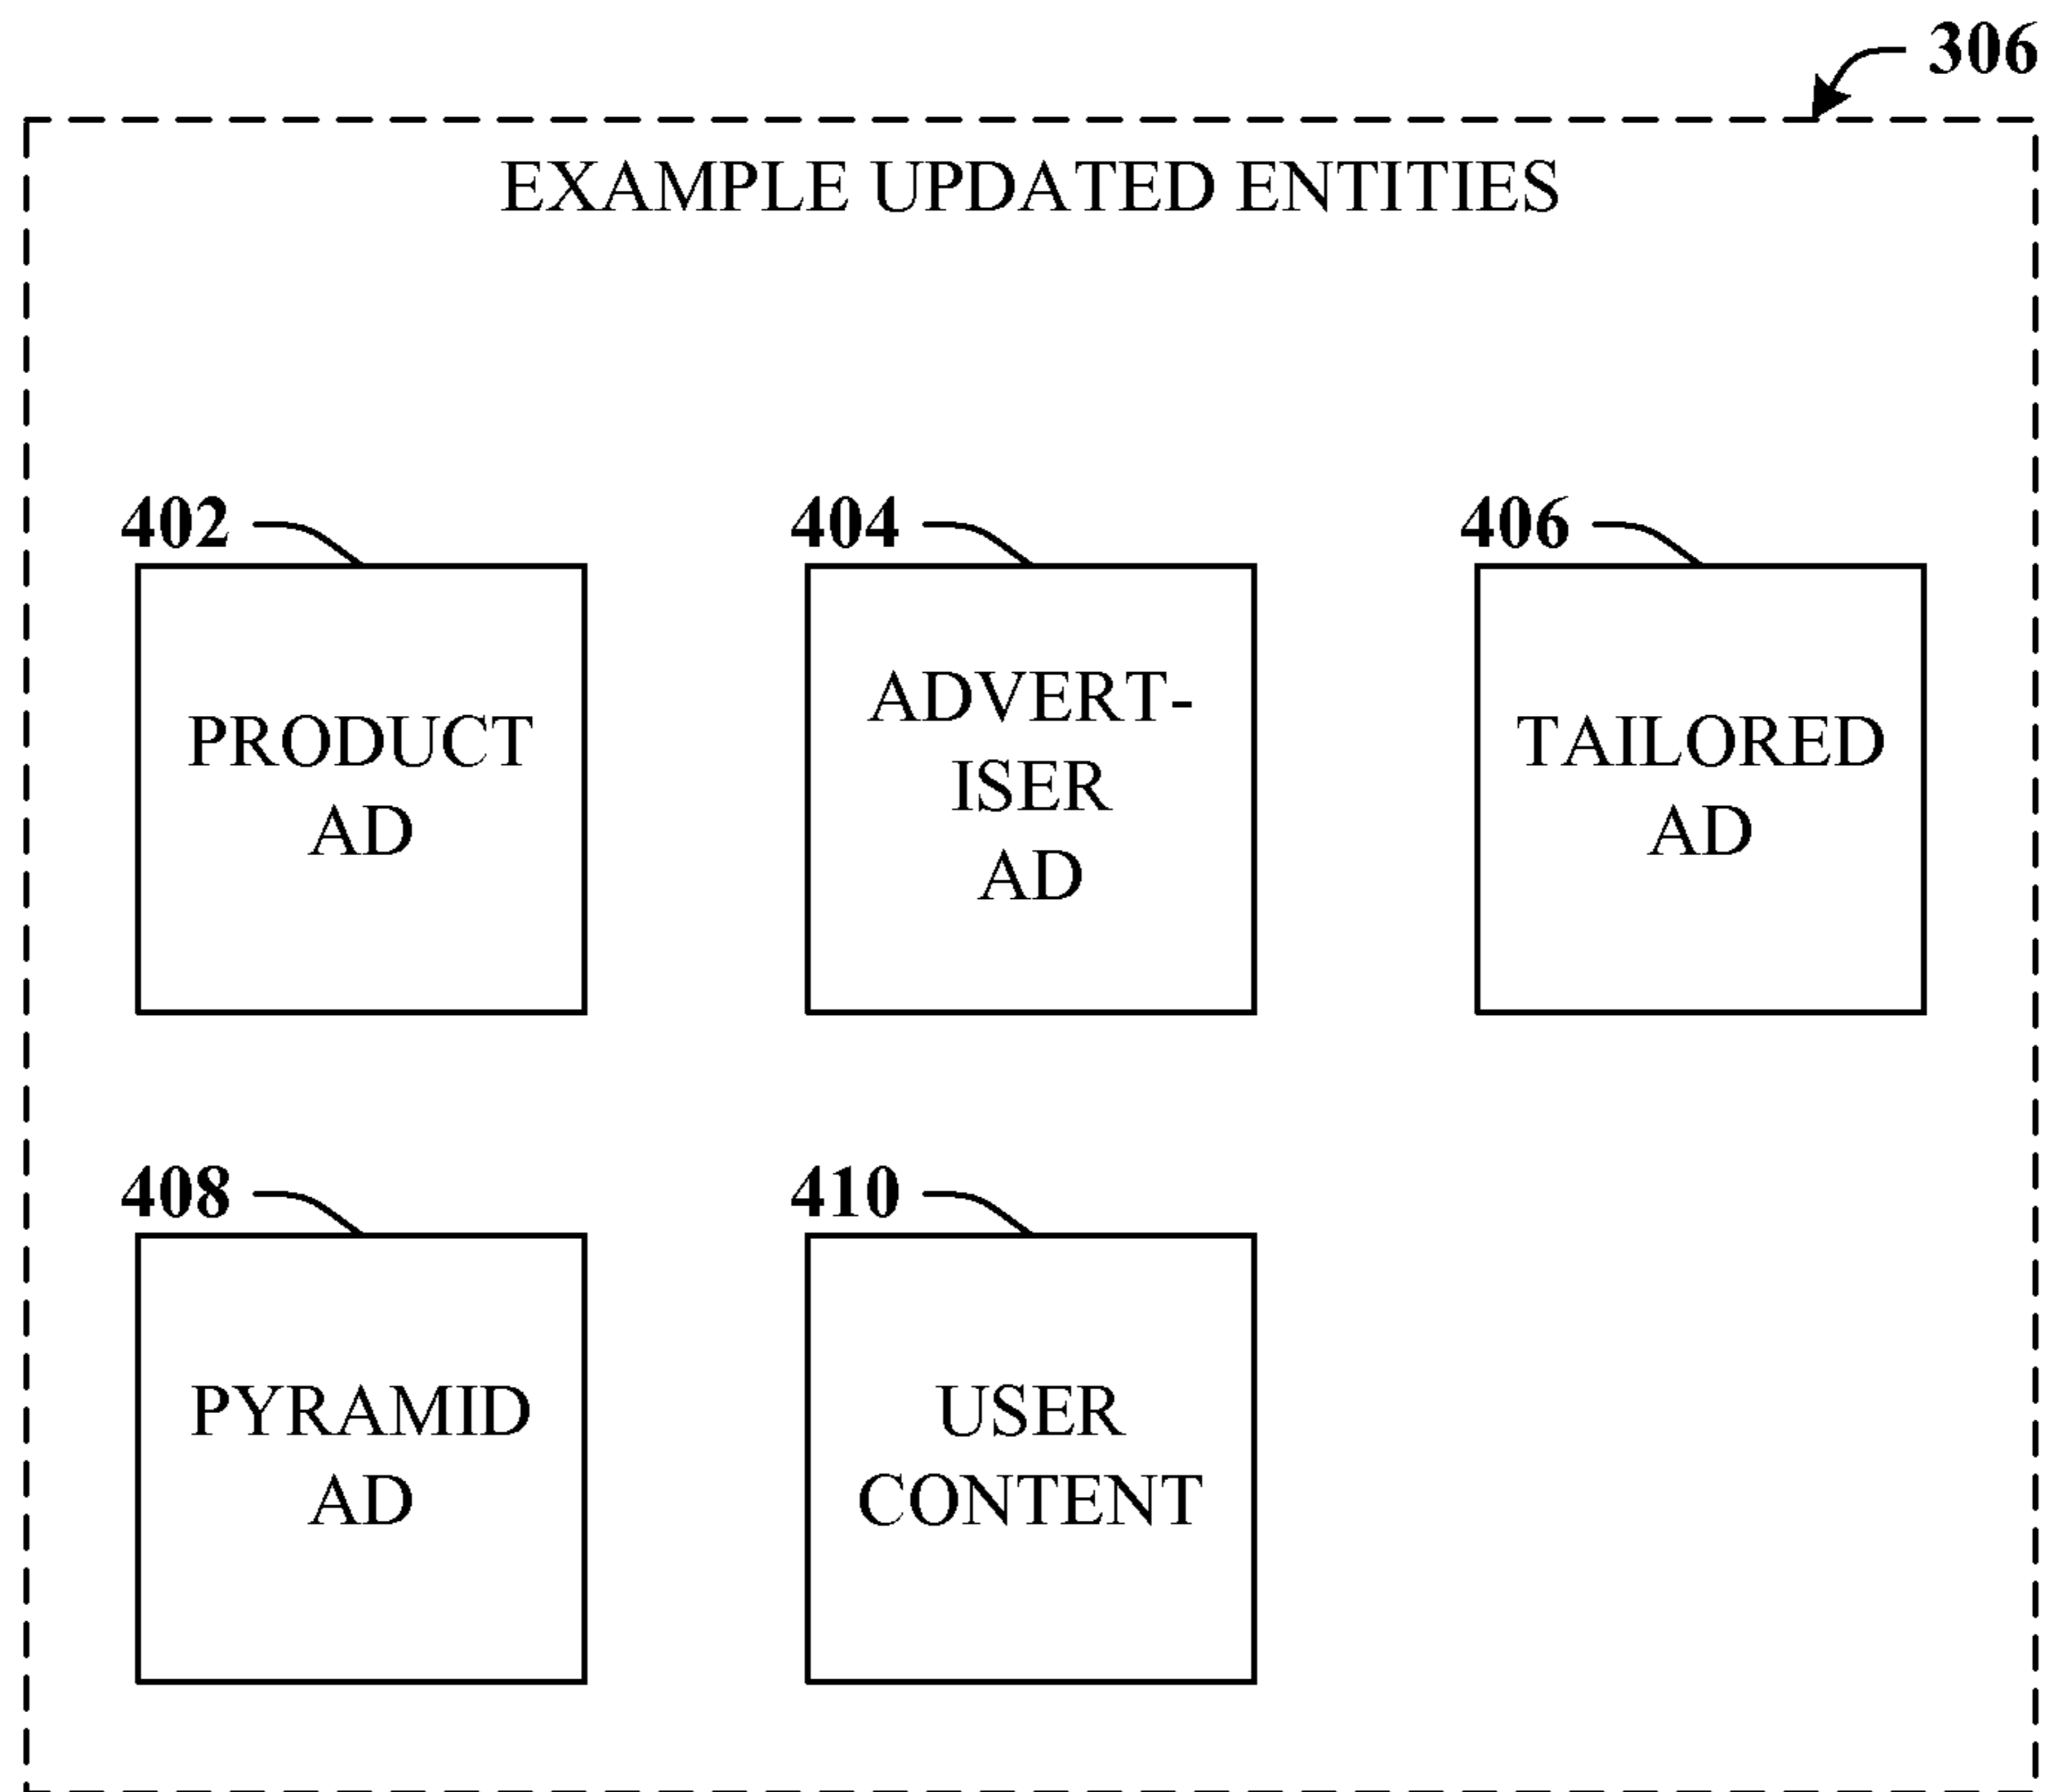 306
EXAMPLE UPDATED ENTITIES
402
PRODUCT
AD
404
ADVERT-
ISER
AD
406
TAILORED
AD
408
PYRAMID
AD
410
USER
CONTENT